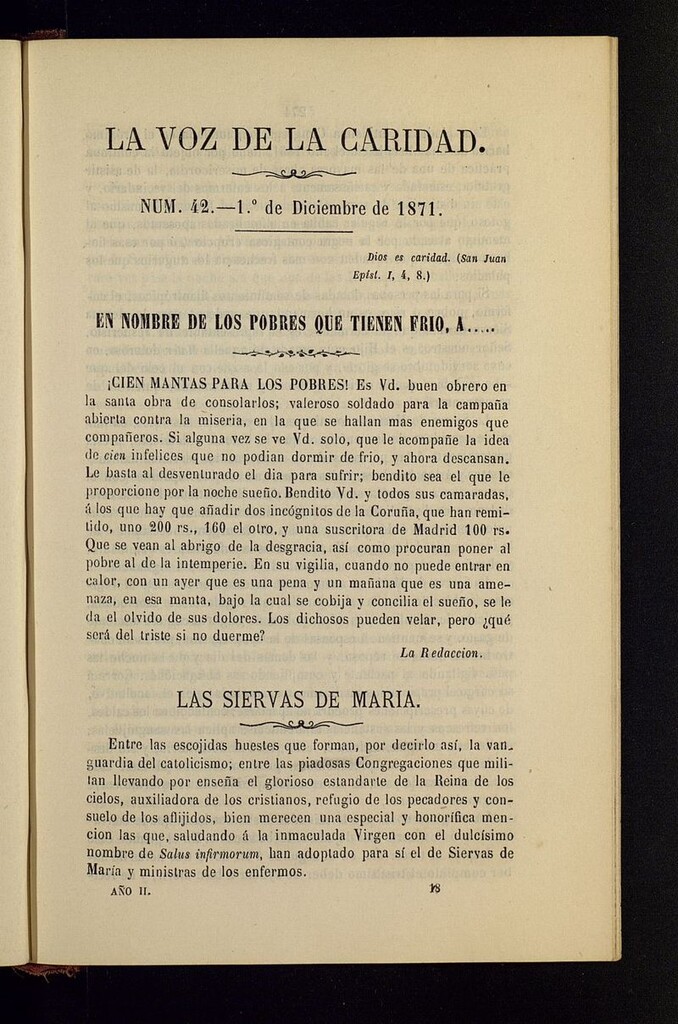 LA VOZ DE LA CARIDAD.
NUM. 42.—1.º de Diciembre de 1871.
Dios es caridad. (San Juan
Epíst. I, 4, 8.)
EN NOMBRE DE LOS POBRES QUE TIENEN FRIO, A.....
¡CIEN MANTAS PARA LOS POBRES! Es Vd. buen obrero en
la santa obra de consolarlos; valeroso soldado para la campaña
abierta contra la miseria, en la que se hallan mas enemigos que
compañeros. Si alguna vez se ve Vd. solo, que le acompañe la idea
de cien infelices que no podian dormir de frio, y ahora descansan.
Le basta al desventurado el dia para sufrir; bendito sea el que le
proporcione por la noche sueño. Bendito Vd. y todos sus camaradas,
á los que hay que añadir dos incógnitos de la Coruña, que han remi-
tido, uno 200 rs., 160 el otro, y una suscritora de Madrid 100 rs.
Que se vean al abrigo de la desgracia, así como procuran poner al
pobre al de la intemperie. En su vigilia, cuando no puede entrar en
calor, con un ayer que es una pena y un mañana que es una ame-
naza, en esa manta, bajo la cual se cobija y concilia el sueño, se le
da el olvido de sus dolores. Los dichosos pueden velar, pero ¿qué
será del triste si no duerme?
La Redaccion.
LAS SIERVAS DE MARIA.
Entre las escojidas huestes que forman, por decirlo así, la van-
guardia del catolicismo; entre las piadosas Congregaciones que mili-
tan llevando por enseña el glorioso estandarte de la Reina de los
cielos, auxiliadora de los cristianos, refugio de los pecadores y con-
suelo de los aflijidos, bien merecen una especial y honorífica men-
cion las que, saludando á la inmaculada Virgen con el dulcísimo
nombre de Salus infirmorum, han adoptado para sí el de Siervas de
María y ministras de los enfermos.
AÑO II. 18